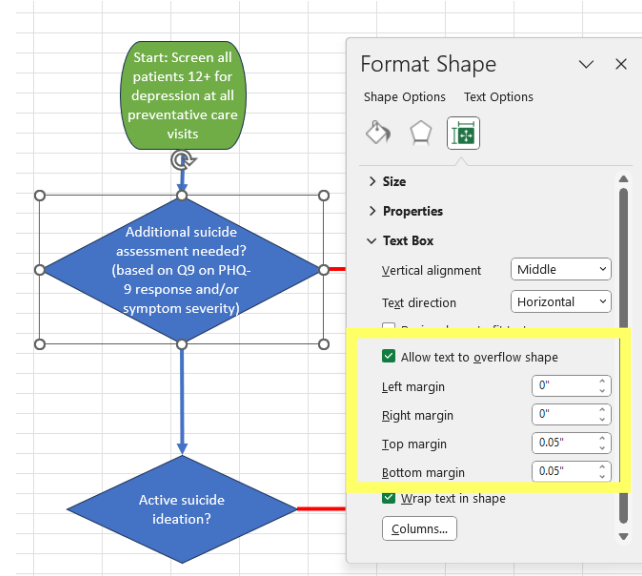 Start: Screen all
patients 12+ for
depression at all
preventative care
visits
Additional suicide
assessment needed?
(based on Q9 on PHQ-
9 response and/or
symptom severity)
Active suicide
ideation?
Format Shape
Shape Options Text Options
Size
Properties
Text Box
Vertical alignment Middle
Text direction Horizontal
Allow text to overflow shape
Left margin 0"
Right margin 0"
Top margin 0.05"
Bottom margin 0.05"
Wrap text in shape
Columns...